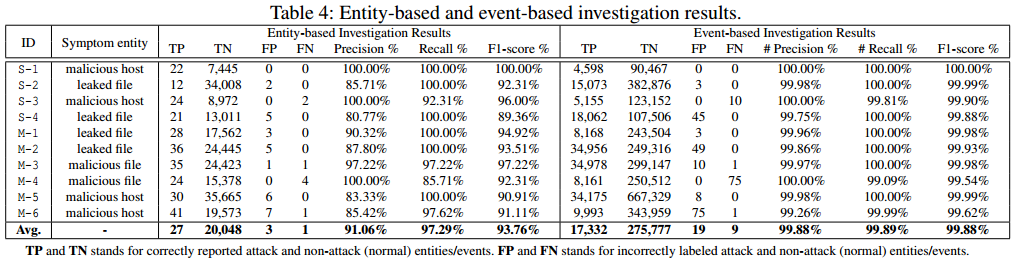 Table 4: Entity-based and event-based investigation results.
ID Symptom entity Entity-based Investigation Results Event-based Investigation Results
TP TN FP FN Precision % Recall % F1-score % TP TN FP FN # Precision % # Recall % F1-score %
S-1 malicious host 22 7,445 0 0 100.00% 100.00% 100.00% 4,598 90,467 0 0 100.00% 100.00% 100.00%
S-2 leaked file 12 34,008 2 0 85.71% 100.00% 92.31% 15,073 382,876 3 0 99.98% 100.00% 99.99%
S-3 malicious host 24 8,972 0 2 100.00% 92.31% 96.00% 5,155 123,152 0 10 100.00% 99.81% 99.90%
S-4 leaked file 21 13,011 5 0 80.77% 100.00% 89.36% 18,062 107,506 45 0 99.75% 100.00% 99.88%
M-1 leaked file 28 17,562 3 0 90.32% 100.00% 94.92% 8,168 243,504 3 0 99.96% 100.00% 99.98%
M-2 leaked file 36 24,445 5 0 87.80% 100.00% 93.51% 34,956 249,316 49 0 99.86% 100.00% 99.93%
M-3 malicious file 35 24,423 1 1 97.22% 97.22% 97.22% 34,978 299,147 10 1 99.97% 100.00% 99.98%
M-4 malicious file 24 15,378 0 4 100.00% 85.71% 92.31% 8,161 250,512 0 75 100.00% 99.09% 99.54%
M-5 malicious host 30 35,665 6 0 83.33% 100.00% 90.91% 34,175 667,329 8 0 99.98% 100.00% 99.99%
M-6 malicious host 41 19,573 7 1 85.42% 97.62% 91.11% 9,993 343,959 75 1 99.26% 99.99% 99.62%
Avg. - 27 20,048 3 1 91.06% 97.29% 93.76% 17,332 275,777 19 9 99.88% 99.89% 99.88%
TP and TN stands for correctly reported attack and non-attack (normal) entities/events. FP and FN stands for incorrectly labeled attack and non-attack (normal) entities/events.